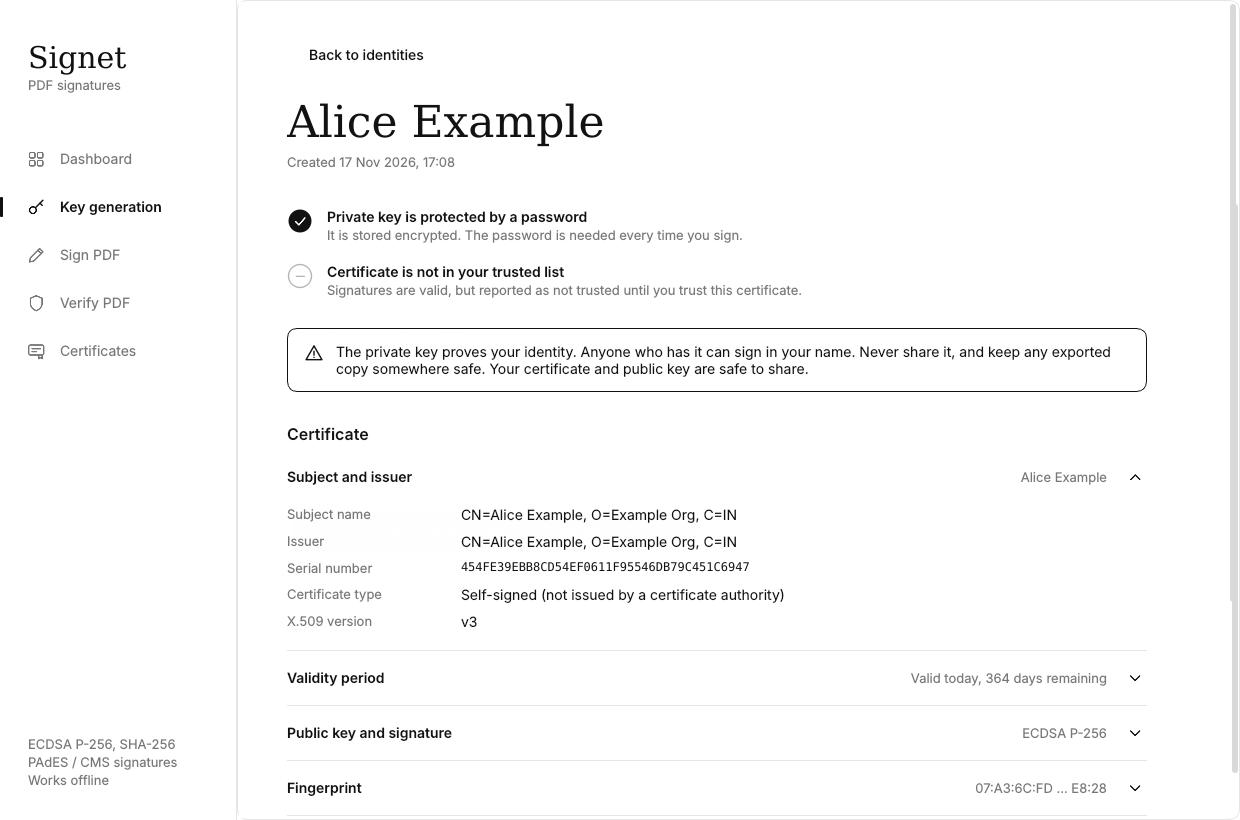 Signet
PDF signatures
Dashboard
Key generation
Sign PDF
Verify PDF
Certificates
ECDSA P-256, SHA-256
PAdES / CMS signatures
Works offline
Back to identities
Alice Example
Created 17 Nov 2026, 17:08
Private key is protected by a password
It is stored encrypted. The password is needed every time you sign.
Certificate is not in your trusted list
Signatures are valid, but reported as not trusted until you trust this certificate.
The private key proves your identity. Anyone who has it can sign in your name. Never share it, and keep any exported
copy somewhere safe. Your certificate and public key are safe to share.
Certificate
Subject and issuer Alice Example
Subject name CN=Alice Example, O=Example Org, C=IN
Issuer CN=Alice Example, O=Example Org, C=IN
Serial number 454FE39EBB8CD54EF0611F95546DB79C451C6947
Certificate type Self-signed (not issued by a certificate authority)
X.509 version v3
Validity period Valid today, 364 days remaining
Public key and signature ECDSA P-256
Fingerprint 07:A3:6C:FD ... E8:28